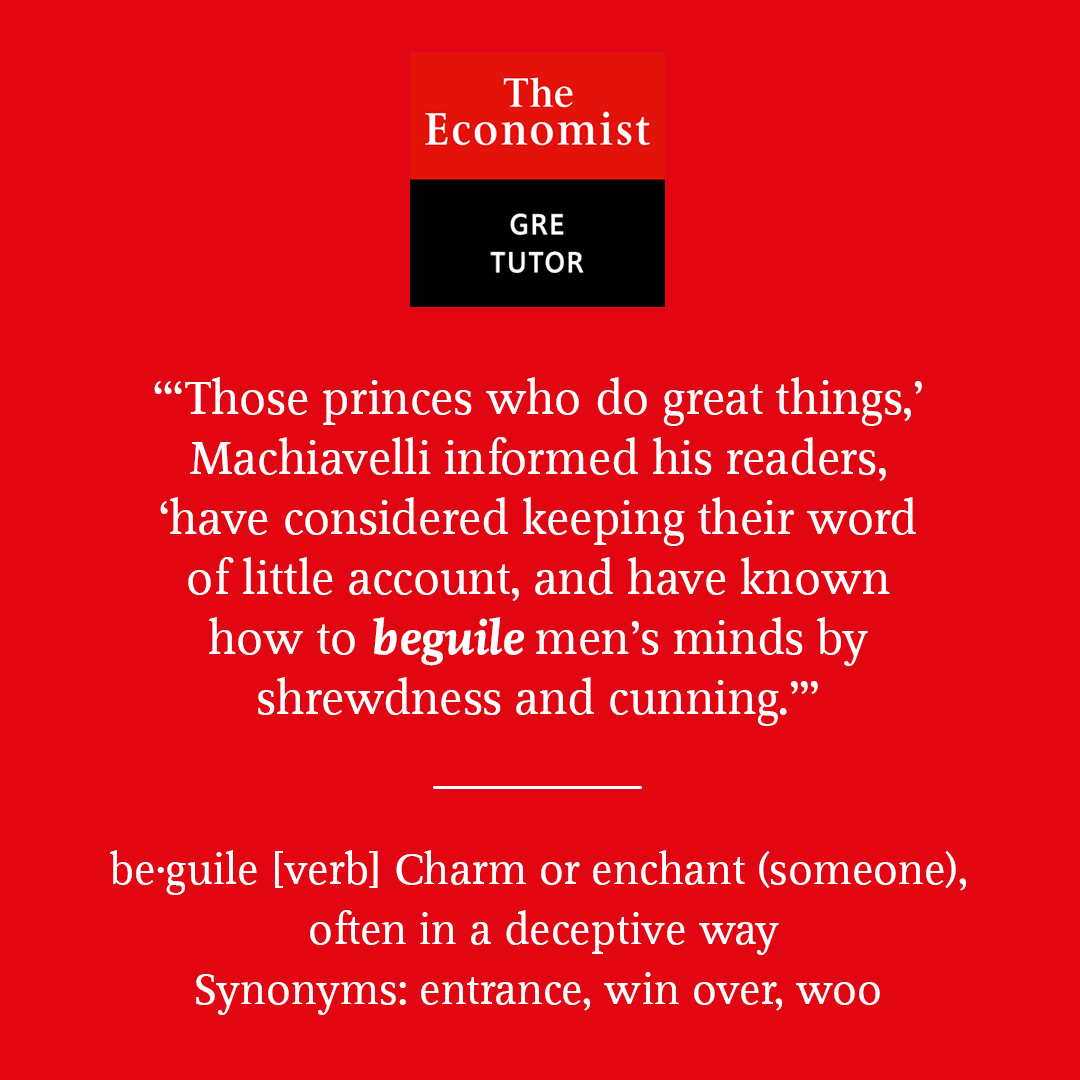 The
Economist
GRE
TUTOR
“‘Those princes who do great things,’
Machiavelli informed his readers,
‘have considered keeping their word
of little account, and have known
how to beguile men’s minds by
shrewdness and cunning.’”
be·guile [verb] Charm or enchant (someone),
often in a deceptive way
Synonyms: entrance, win over, woo